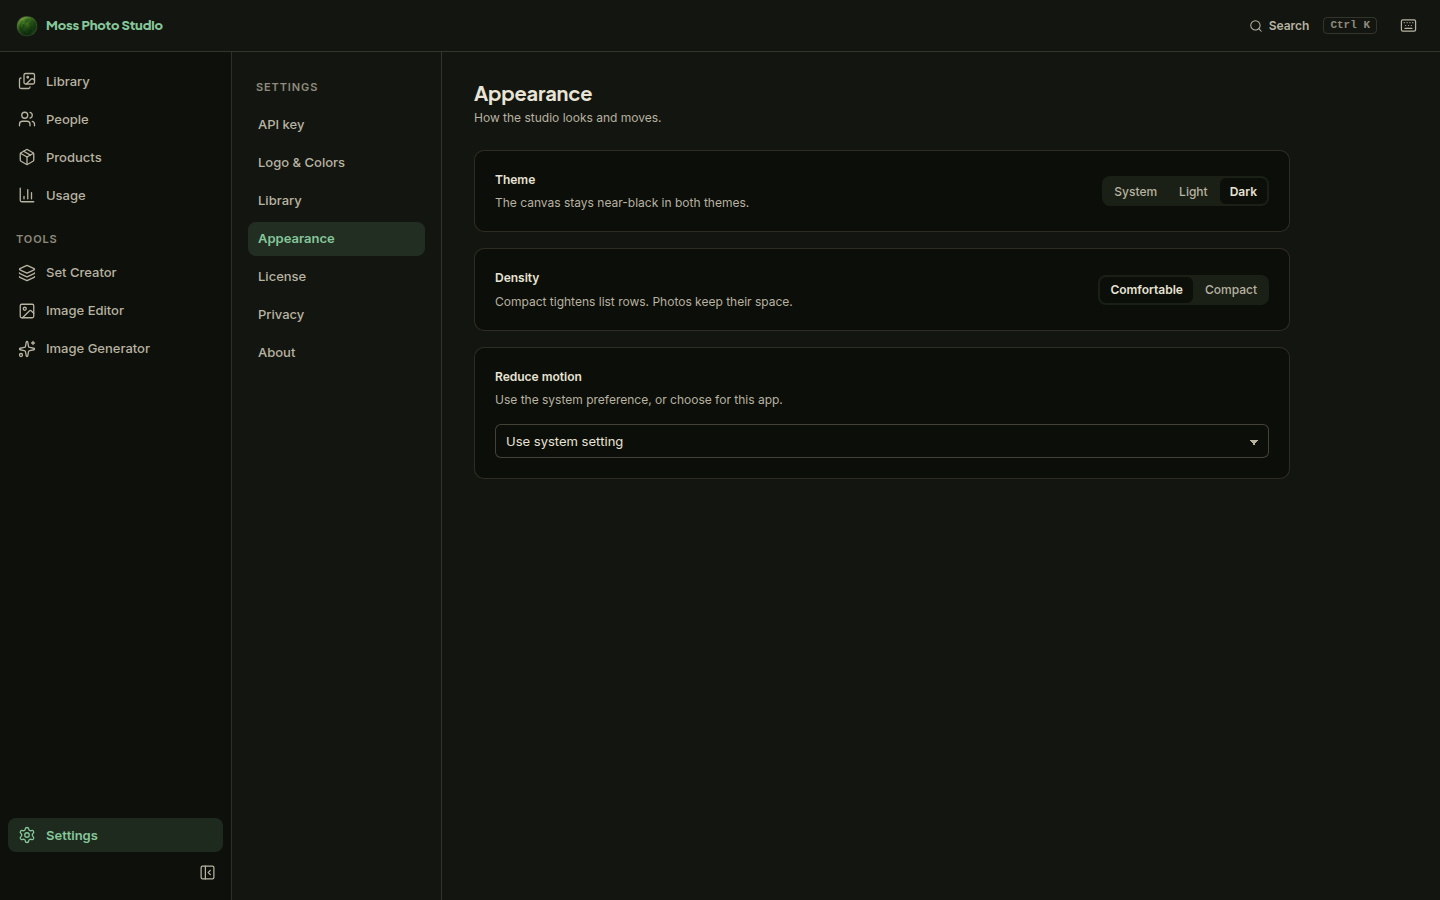 Moss Photo Studio
Search
Ctrl K
Library
People
Products
Usage
TOOLS
Set Creator
Image Editor
Image Generator
Settings
SETTINGS
API key
Logo & Colors
Library
Appearance
License
Privacy
About
Appearance
How the studio looks and moves.
Theme
The canvas stays near-black in both themes.
System Light Dark
Density
Compact tightens list rows. Photos keep their space.
Comfortable Compact
Reduce motion
Use the system preference, or choose for this app.
Use system setting